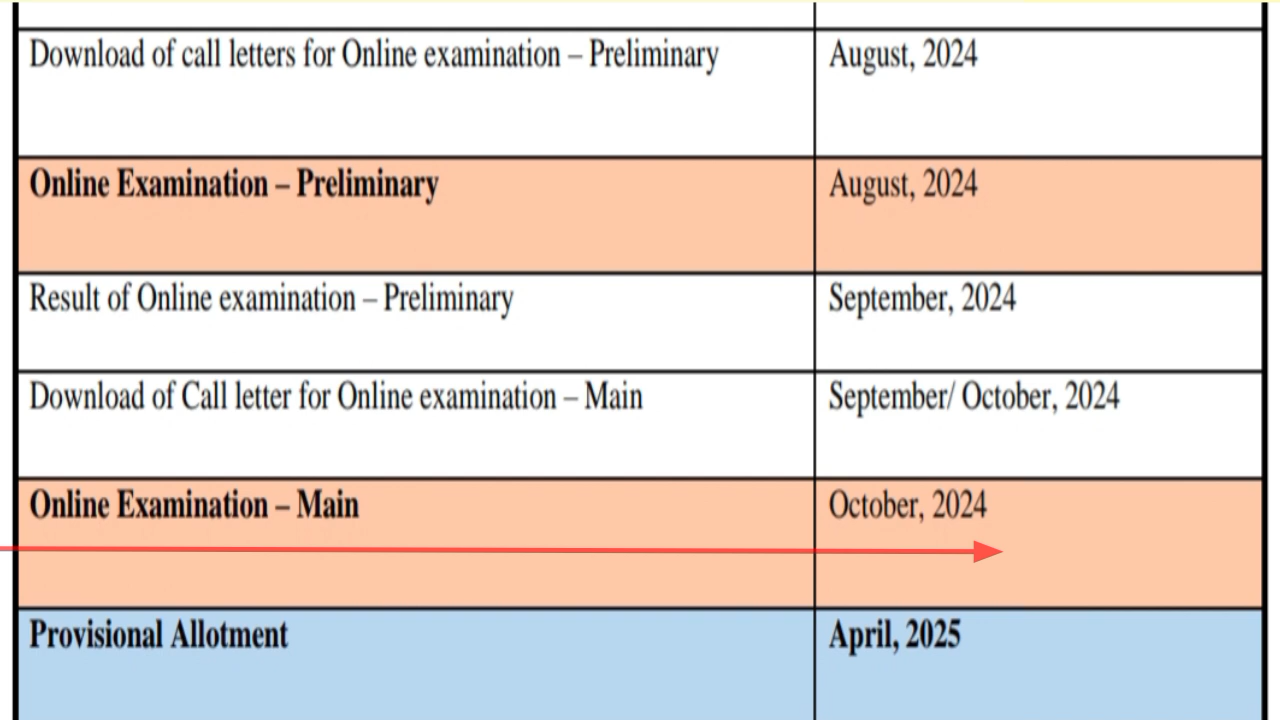 Download of call letters for Online examination – Preliminary August, 2024
Online Examination – Preliminary August, 2024
Result of Online examination – Preliminary September, 2024
Download of Call letter for Online examination – Main September/ October, 2024
Online Examination – Main October, 2024
Provisional Allotment April, 2025